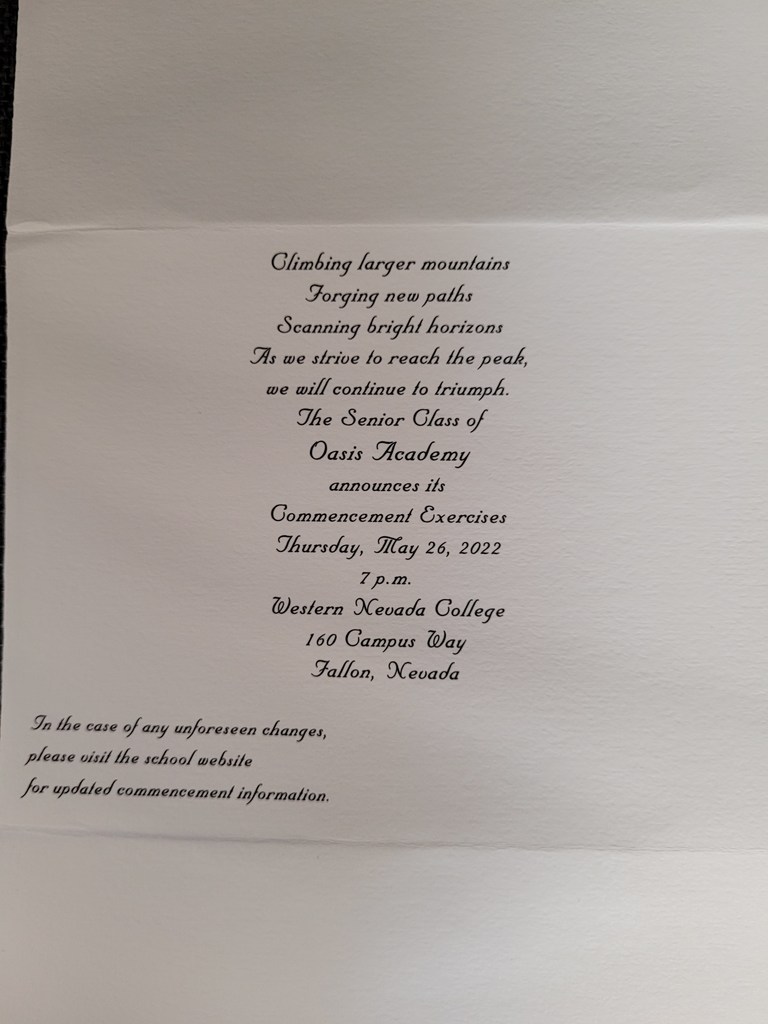 Climbing larger mountains
Forging new paths
Scanning bright horizons
As we strive to reach the peak,
we will continue to triumph.
The Senior Class of
Oasis Academy
announces its
Commencement Exercises
Thursday, May 26, 2022
7 p.m.
Western Nevada College
160 Campus Way
Fallon, Nevada
In the case of any unforeseen changes,
please visit the school website
for updated commencement information.